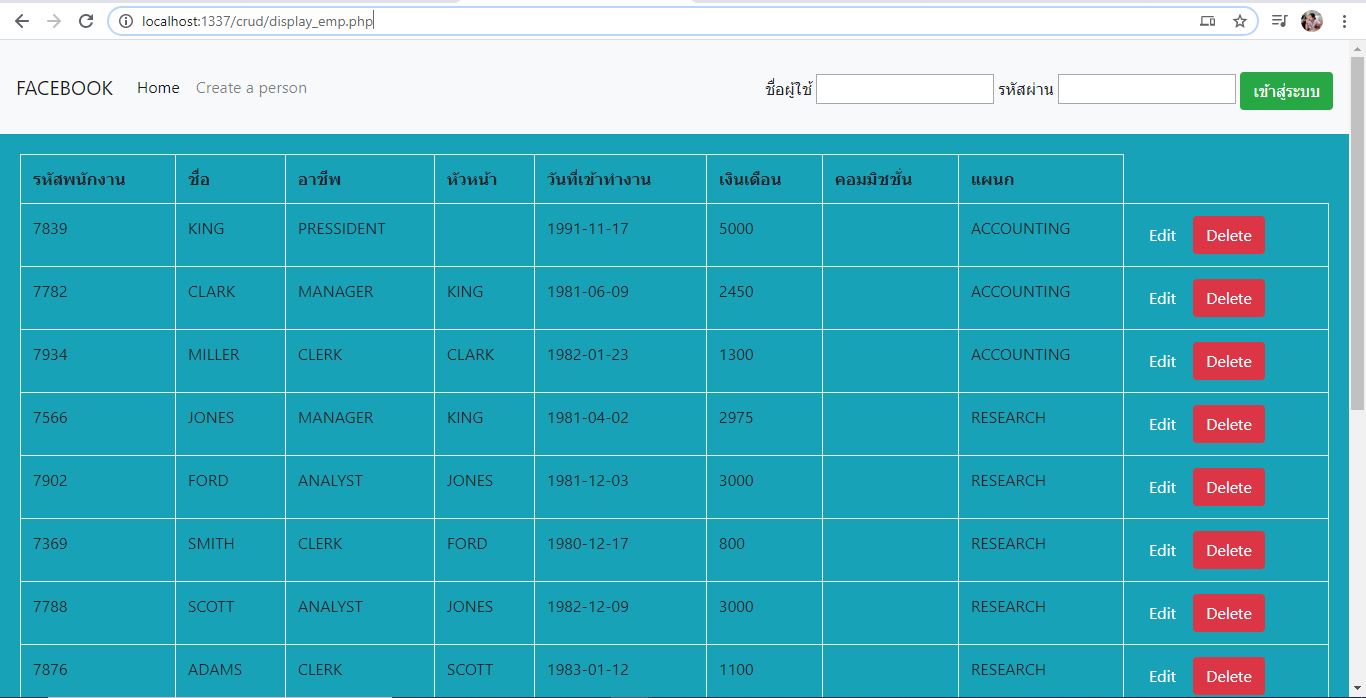 localhost:1337/crud/display_emp.php
FACEBOOK Home Create a person ชื่อผู้ใช้ รหัสผ่าน เข้าสู่ระบบ
รหัสพนักงาน ชื่อ อาชีพ หัวหน้า วันที่เข้าทำงาน เงินเดือน คอมมิชชั่น แผนก
7839 KING PRESSIDENT 1991-11-17 5000 ACCOUNTING Edit Delete
7782 CLARK MANAGER KING 1981-06-09 2450 ACCOUNTING Edit Delete
7934 MILLER CLERK CLARK 1982-01-23 1300 ACCOUNTING Edit Delete
7566 JONES MANAGER KING 1981-04-02 2975 RESEARCH Edit Delete
7902 FORD ANALYST JONES 1981-12-03 3000 RESEARCH Edit Delete
7369 SMITH CLERK FORD 1980-12-17 800 RESEARCH Edit Delete
7788 SCOTT ANALYST JONES 1982-12-09 3000 RESEARCH Edit Delete
7876 ADAMS CLERK SCOTT 1983-01-12 1100 RESEARCH Edit Delete